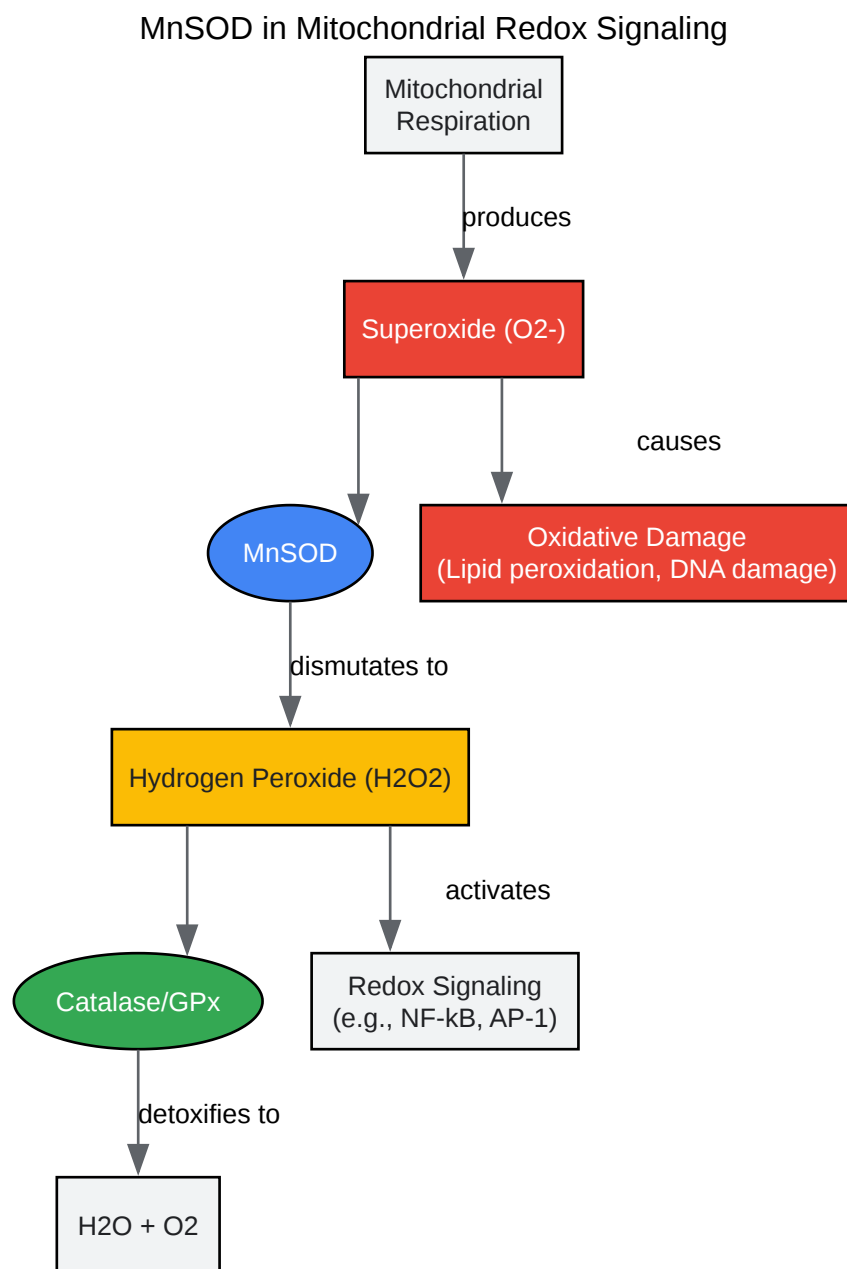 MnSOD in Mitochondrial Redox Signaling
Mitochondrial
Respiration
produces
Superoxide (O2-)
causes
MnSOD
Oxidative Damage
(Lipid peroxidation, DNA damage)
dismutates to
Hydrogen Peroxide (H2O2)
activates
Catalase/GPx
Redox Signaling
(e.g., NF-kB, AP-1)
detoxifies to
H2O + O2